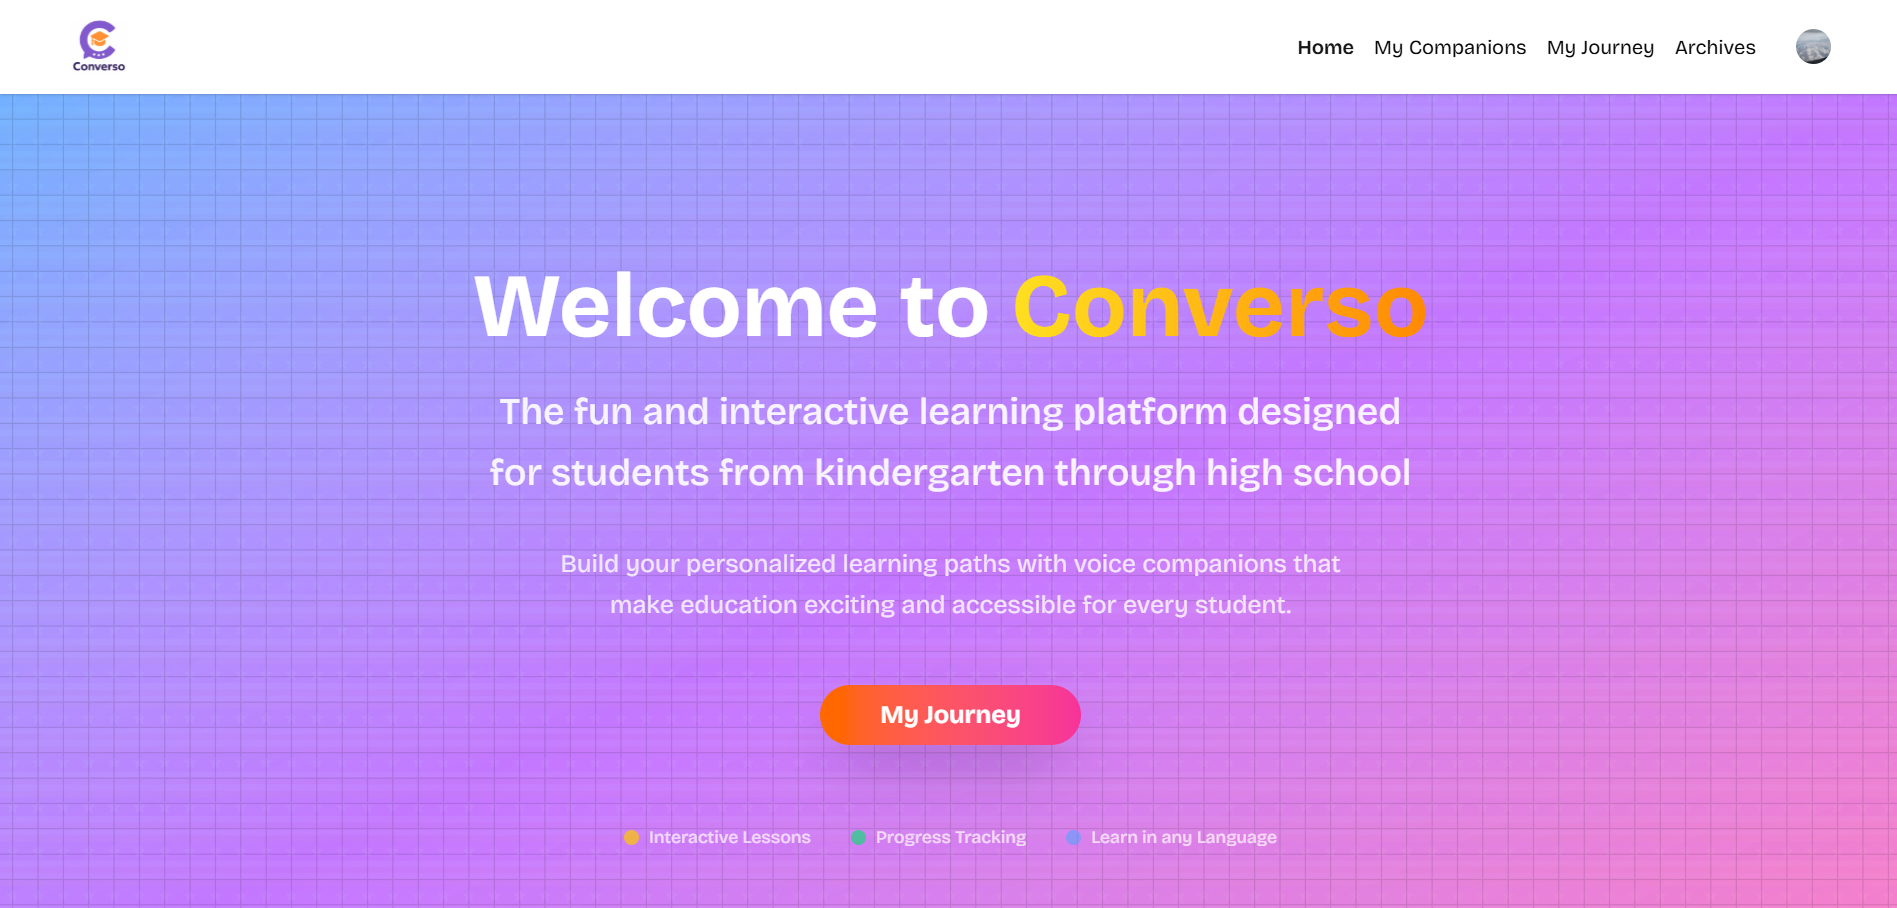 Converso
Home My Companions My Journey Archives
Welcome to Converso
The fun and interactive learning platform designed
for students from kindergarten through high school
Build your personalized learning paths with voice companions that
make education exciting and accessible for every student.
My Journey
Interactive Lessons Progress Tracking Learn in any Language